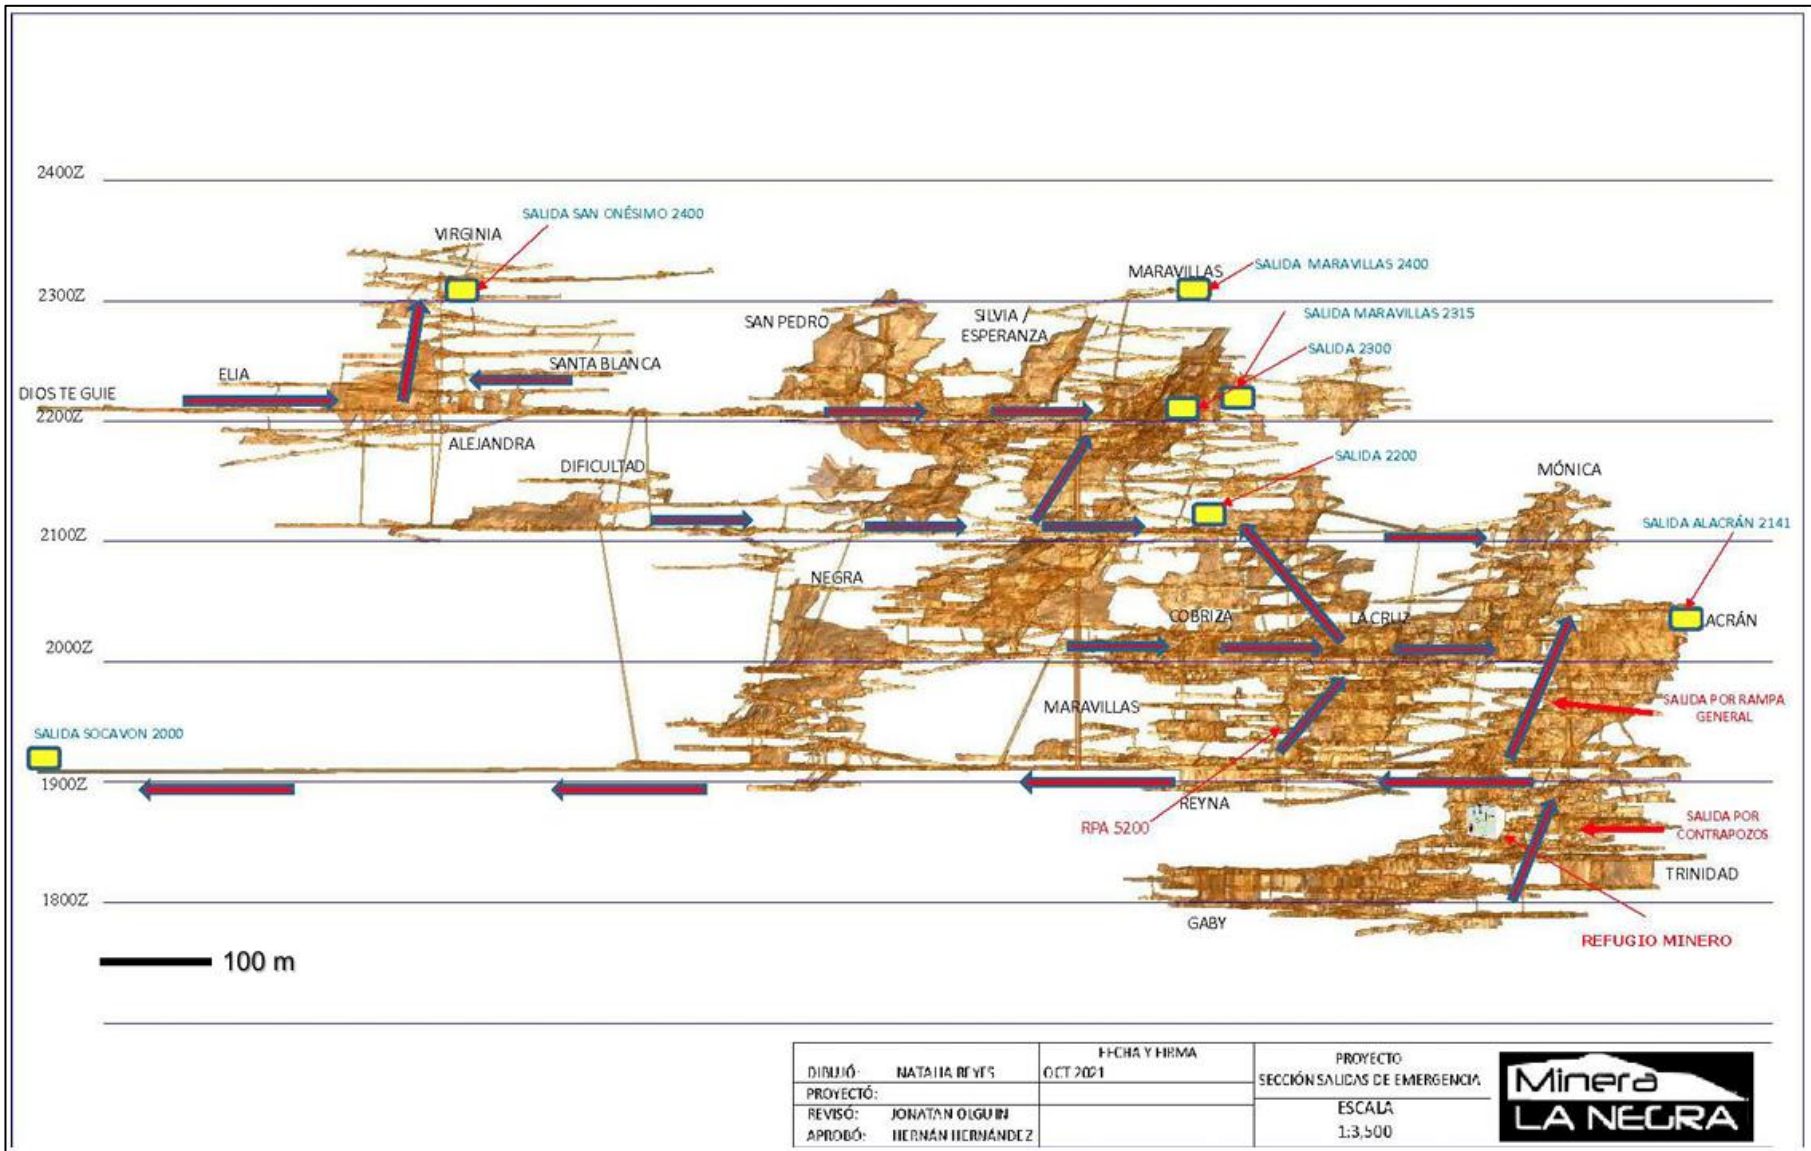 2400Z
SALIDA SAN ONÉSIMO 2400
VIRGINIA
MARAVILLAS
SALIDA MARAVILLAS 2400
2300Z
SAN PEDRO
SILVIA /
ESPERANZA
SALIDA MARAVILLAS 2315
SALIDA 2300
ELIA
SANTA BLANCA
DIOS TE GUIE
2200Z
ALEJANDRA
DIFICULTAD
SALIDA 2200
MÓNICA
2100Z
SALIDA ALACRÁN 2141
NEGRA
COBRIZA
LA CRUZ
ACRÁN
2000Z
MARAVILLAS
SALIDA POR RAMPA
GENERAL
SALIDA SOCAVON 2000
1900Z
REYNA
RPA 5200
SALIDA POR
CONTRAPOZOS
TRINIDAD
1800Z
GABY
REFUGIO MINERO
100 m
FECHA Y FIRMA
DIBUJÓ: NATALIA REYES
OCT 2021
PROYECTÓ:
REVISÓ: JONATAN OLGUIN
APROBÓ: HERNÁN HERNÁNDEZ
PROYECTO
SECCIÓN SALIDAS DE EMERGENCIA
ESCALA
1:3,500
Minera
LA NEGRA